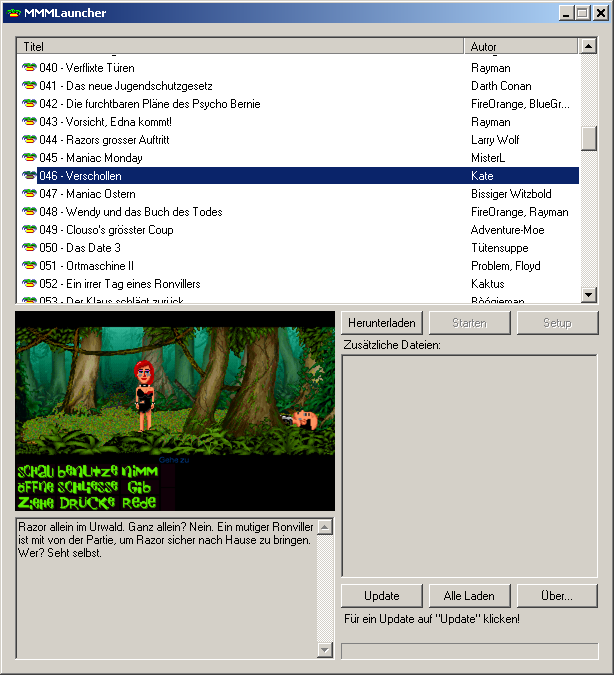 MMMLauncher
Titel Autor
040 - Verflixte Türen Rayman
041 - Das neue Jugendschutzgesetz Darth Conan
042 - Die furchtbaren Pläne des Psycho Bernie FireOrange, BlueGr...
043 - Vorsicht, Edna kommt! Rayman
044 - Razors grosser Auftritt Larry Wolf
045 - Maniac Monday MisterL
046 - Verschollen Kate
047 - Maniac Ostern Bissiger Witzbold
048 - Wendy und das Buch des Todes FireOrange, Rayman
049 - Clouso's grösster Coup Adventure-Moe
050 - Das Date 3 Tütensuppe
051 - Ortmaschine II Problem, Floyd
052 - Ein irrer Tag eines Ronvillers Kaktus
053 - Der Klaus schlägt zurück Bòógieman
Herunterladen Starten Setup
Zusätzliche Dateien:
Gehe zu
SCHAU BENUTZE NIMM
ÖFFNE SCHLIESSE GIB
ZIEHE DRÜCKE REDE
Razor allein im Urwald. Ganz allein? Nein. Ein mutiger Ronviller
ist mit von der Partie, um Razor sicher nach Hause zu bringen.
Wer? Seht selbst.
Update Alle Laden Über...
Für ein Update auf "Update" klicken!